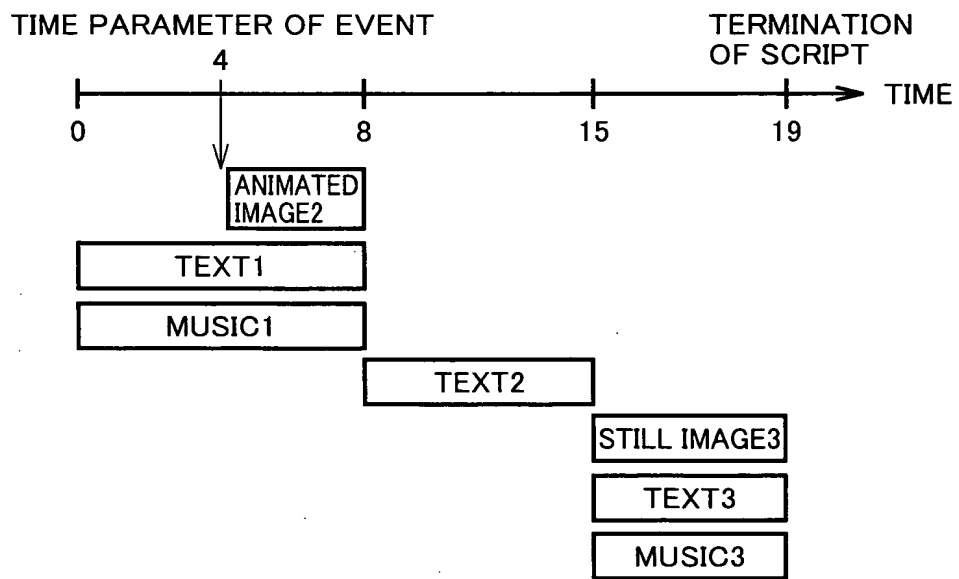 TIME PARAMETER OF EVENT
TERMINATION
OF SCRIPT
4
TIME
0
8
15
19
ANIMATED
IMAGE2
TEXT1
MUSIC1
TEXT2
STILL IMAGE3
TEXT3
MUSIC3